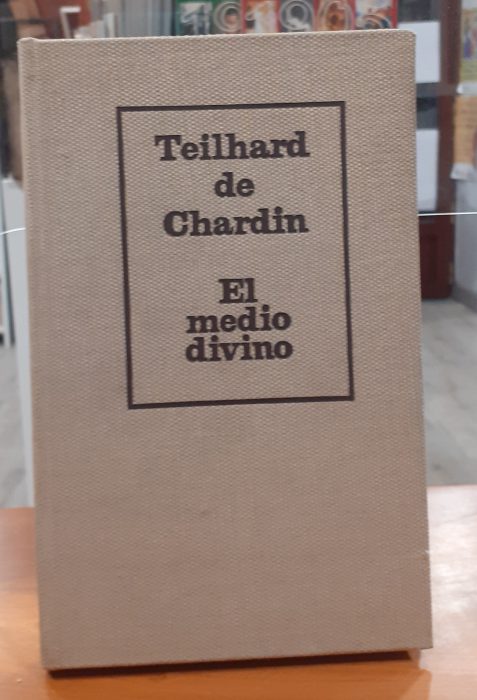 Teilhard
de
Chardin
El
medio
divino